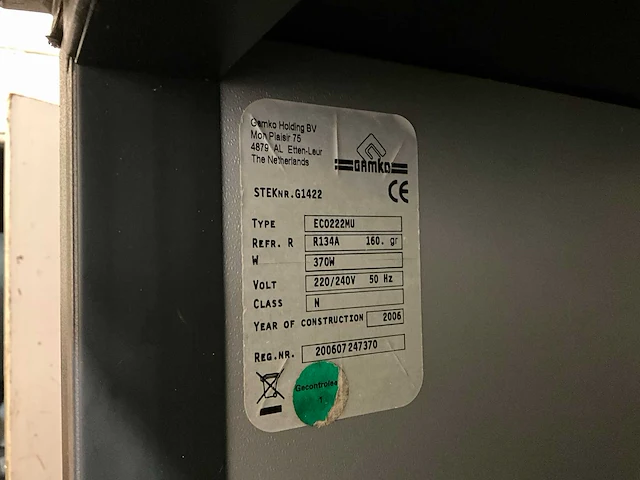 Gamko Holding BV
Mon Plaisir 75
4879 AL Etten-Leur
The Netherlands
GAMKO
CE
STEKnr.G1422
TYPE ECO222MU
REFR. R R134A 160. gr
W 370W
VOLT 220/240V 50 Hz
CLASS N
YEAR OF CONSTRUCTION 2006
REG.NR. 200607247370